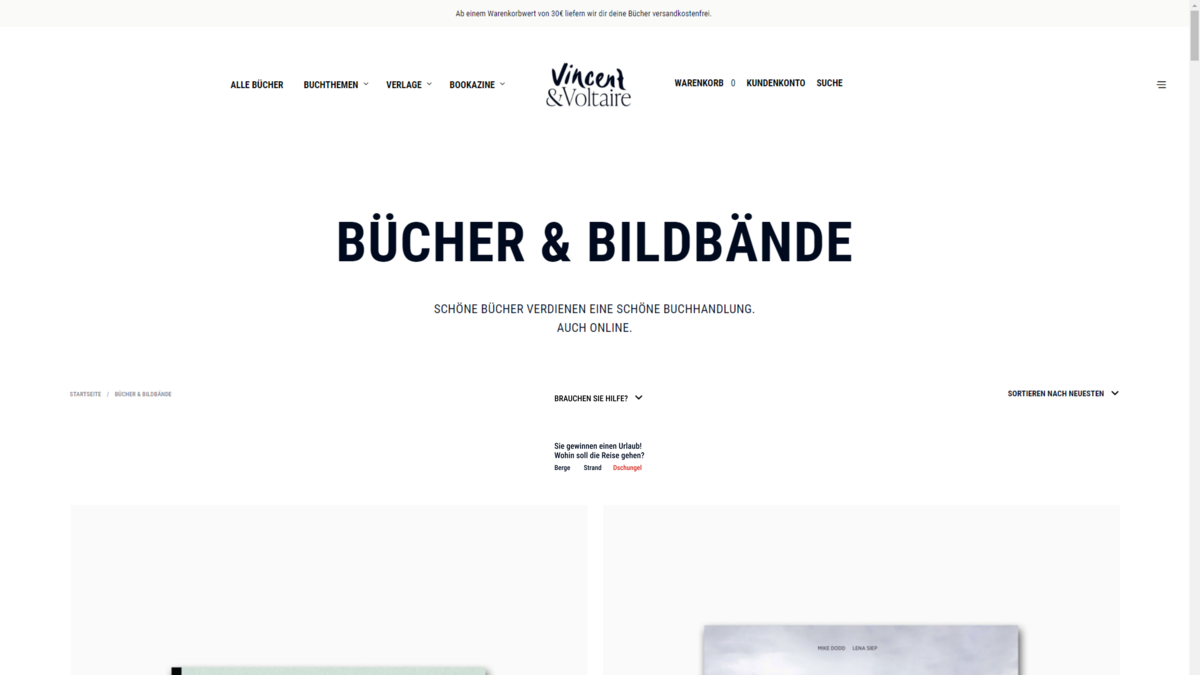 Ab einem Warenkorbwert von 30€ liefern wir dir deine Bücher versandkostenfrei.
ALLE BÜCHER BUCHTHEMEN VERLAGE BOOKAZINE
Vincent
&Voltaire
WARENKORB 0 KUNDENKONTO SUCHE
BÜCHER & BILDBÄNDE
SCHÖNE BÜCHER VERDIENEN EINE SCHÖNE BUCHHANDLUNG.
AUCH ONLINE.
STARTSEITE / BÜCHER & BILDBÄNDE
BRAUCHEN SIE HILFE?
SORTIEREN NACH NEUESTEN
Sie gewinnen einen Urlaub!
Wohin soll die Reise gehen?
Berge Strand Dschungel
MIKE DODD LENA SIEP